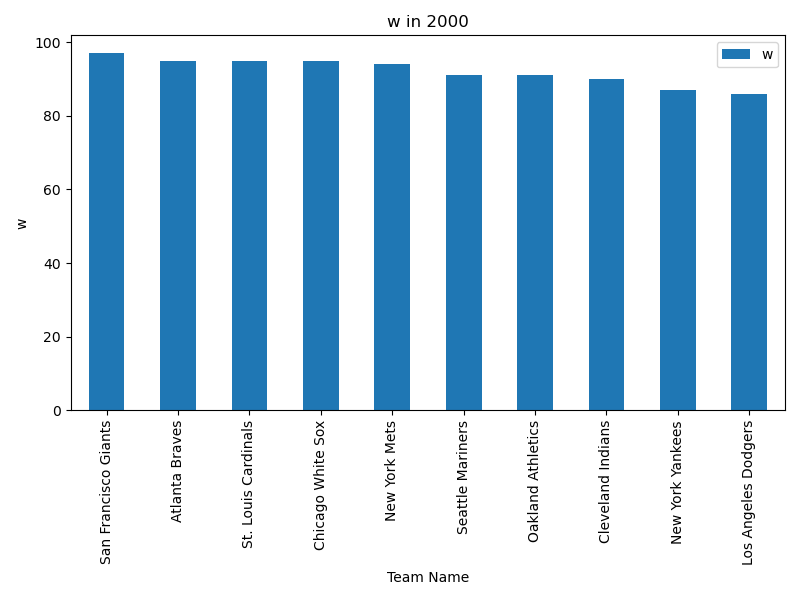 w in 2000
w
w
100
80
60
40
20
0
San Francisco Giants
Atlanta Braves
St. Louis Cardinals
Chicago White Sox
New York Mets
Seattle Mariners
Oakland Athletics
Cleveland Indians
New York Yankees
Los Angeles Dodgers
Team Name